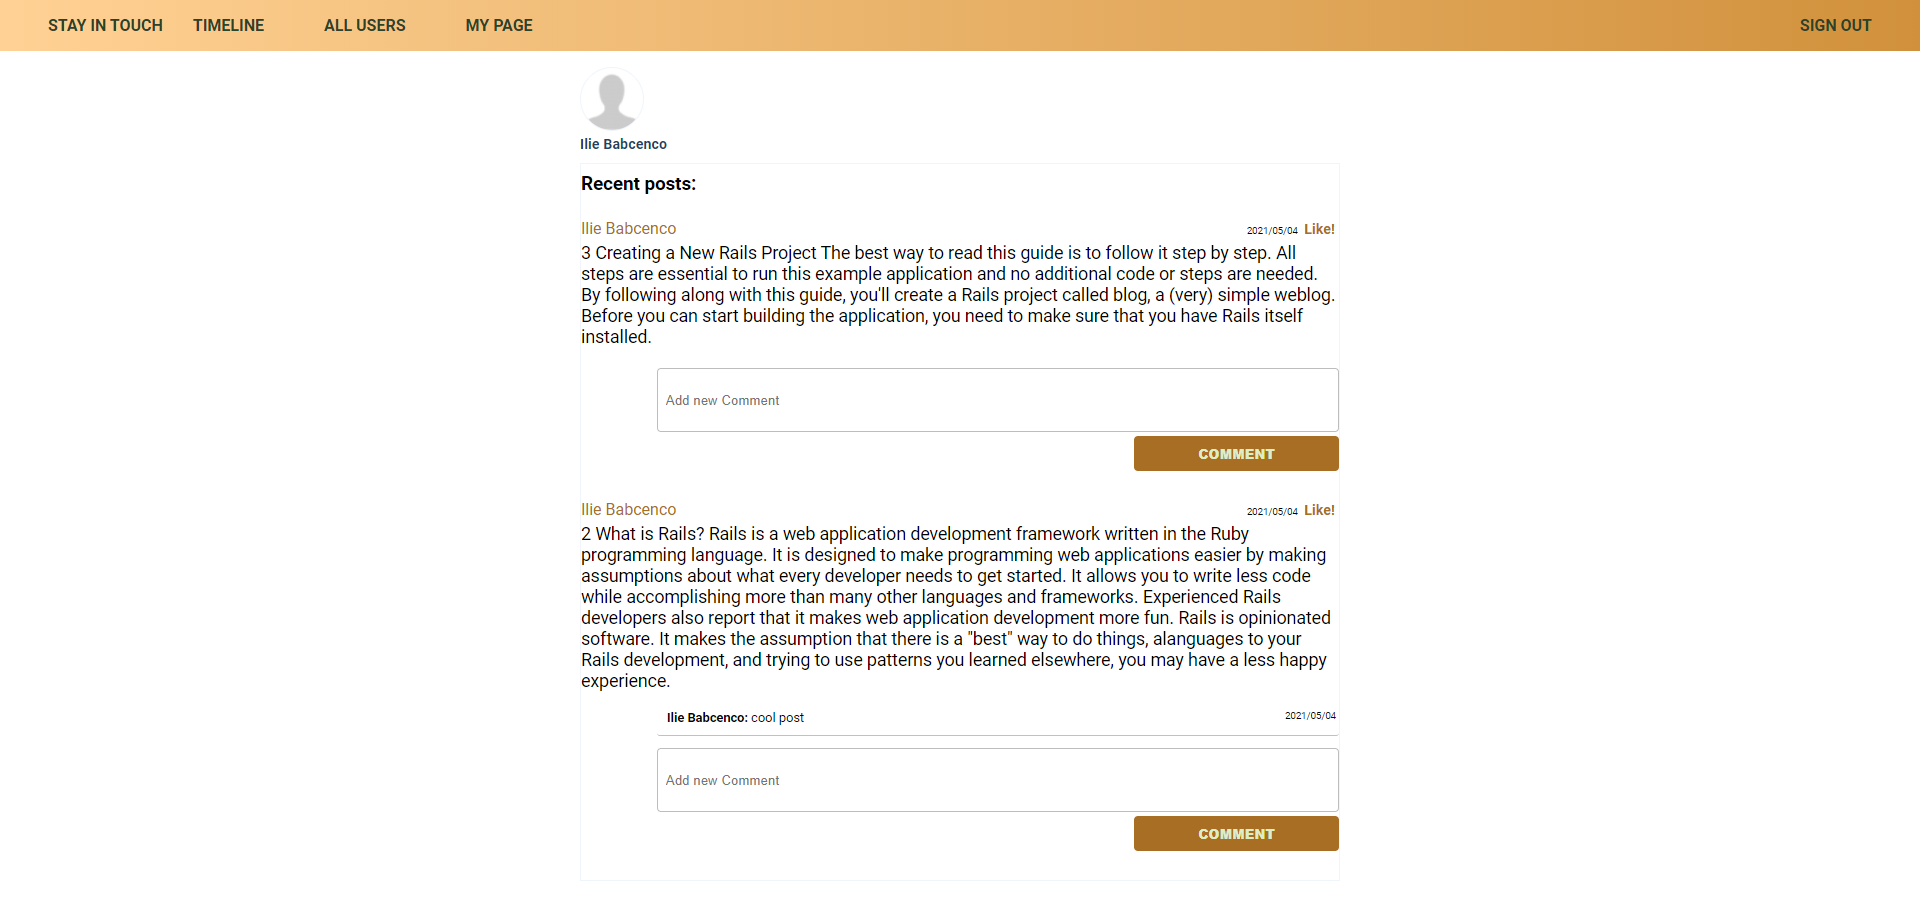 STAY IN TOUCH TIMELINE ALL USERS MY PAGE SIGN OUT
Ilie Babcenco
Recent posts:
Ilie Babcenco 2021/05/04 Like!
3 Creating a New Rails Project The best way to read this guide is to follow it step by step. All
steps are essential to run this example application and no additional code or steps are needed.
By following along with this guide, you'll create a Rails project called blog, a (very) simple weblog.
Before you can start building the application, you need to make sure that you have Rails itself
installed.
Add new Comment
COMMENT
Ilie Babcenco 2021/05/04 Like!
2 What is Rails? Rails is a web application development framework written in the Ruby
programming language. It is designed to make programming web applications easier by making
assumptions about what every developer needs to get started. It allows you to write less code
while accomplishing more than many other languages and frameworks. Experienced Rails
developers also report that it makes web application development more fun. Rails is opinionated
software. It makes the assumption that there is a "best" way to do things, alanguages to your
Rails development, and trying to use patterns you learned elsewhere, you may have a less happy
experience.
Ilie Babcenco: cool post 2021/05/04
Add new Comment
COMMENT